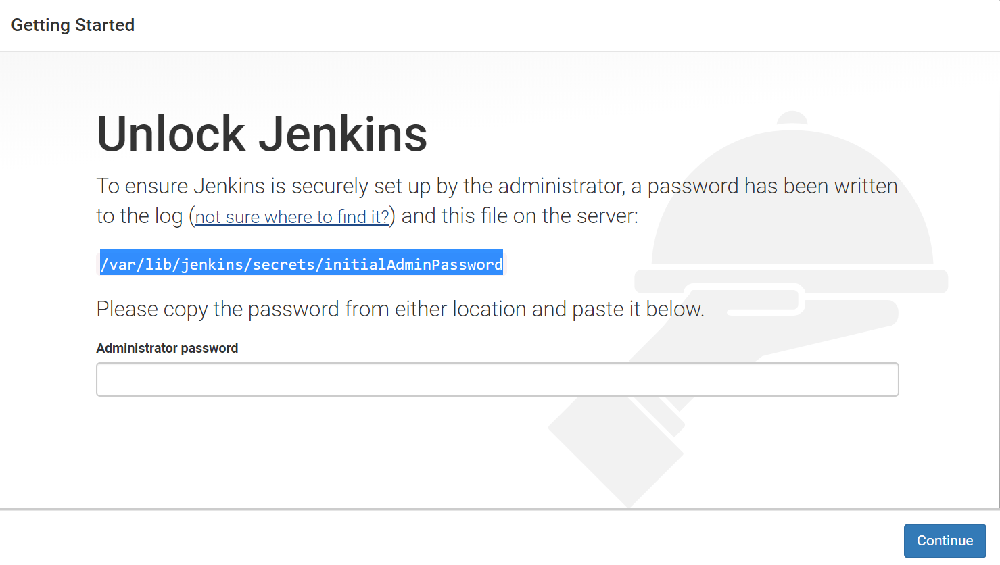 Getting Started
Unlock Jenkins
To ensure Jenkins is securely set up by the administrator, a password has been written
to the log (not sure where to find it?) and this file on the server:
/var/lib/jenkins/secrets/initialAdminPassword
Please copy the password from either location and paste it below.
Administrator password
Continue